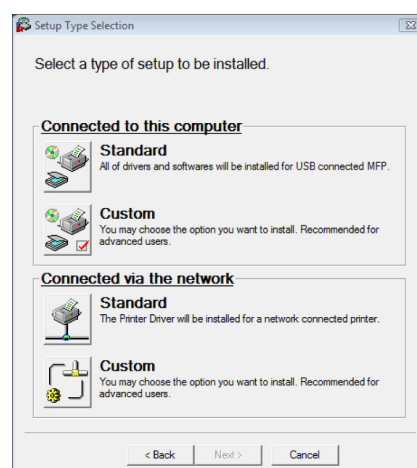 Setup Type Selection
Select a type of setup to be installed.
Connected to this computer
Standard
All of drivers and softwares will be installed for USB connected MFP.
Custom
You may choose the option you want to install. Recommended for
advanced users.
Connected via the network
Standard
The Printer Driver will be installed for a network connected printer.
Custom
You may choose the option you want to install. Recommended for
advanced users.
< Back
Next >
Cancel